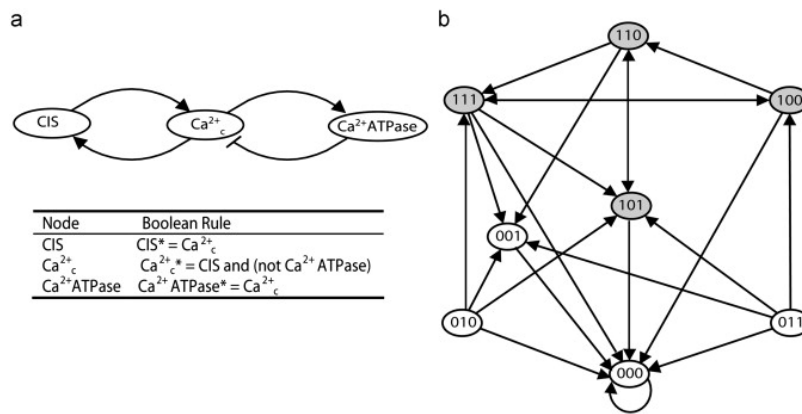 a
CIS
Ca²⁺c
Ca²⁺ATPase
Node Boolean Rule
CIS CIS* = Ca²⁺c
Ca²⁺c Ca²⁺c* = CIS and (not Ca²⁺ ATPase)
Ca²⁺ATPase Ca²⁺ ATPase* = Ca²⁺c
b
110
111
100
101
001
010
011
000